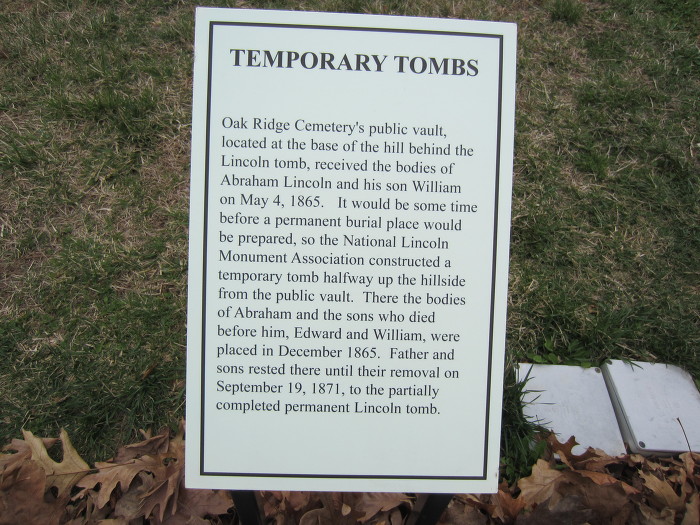 TEMPORARY TOMBS
Oak Ridge Cemetery's public vault,
located at the base of the hill behind the
Lincoln tomb, received the bodies of
Abraham Lincoln and his son William
on May 4, 1865. It would be some time
before a permanent burial place would
be prepared, so the National Lincoln
Monument Association constructed a
temporary tomb halfway up the hillside
from the public vault. There the bodies
of Abraham and the sons who died
before him, Edward and William, were
placed in December 1865. Father and
sons rested there until their removal on
September 19, 1871, to the partially
completed permanent Lincoln tomb.